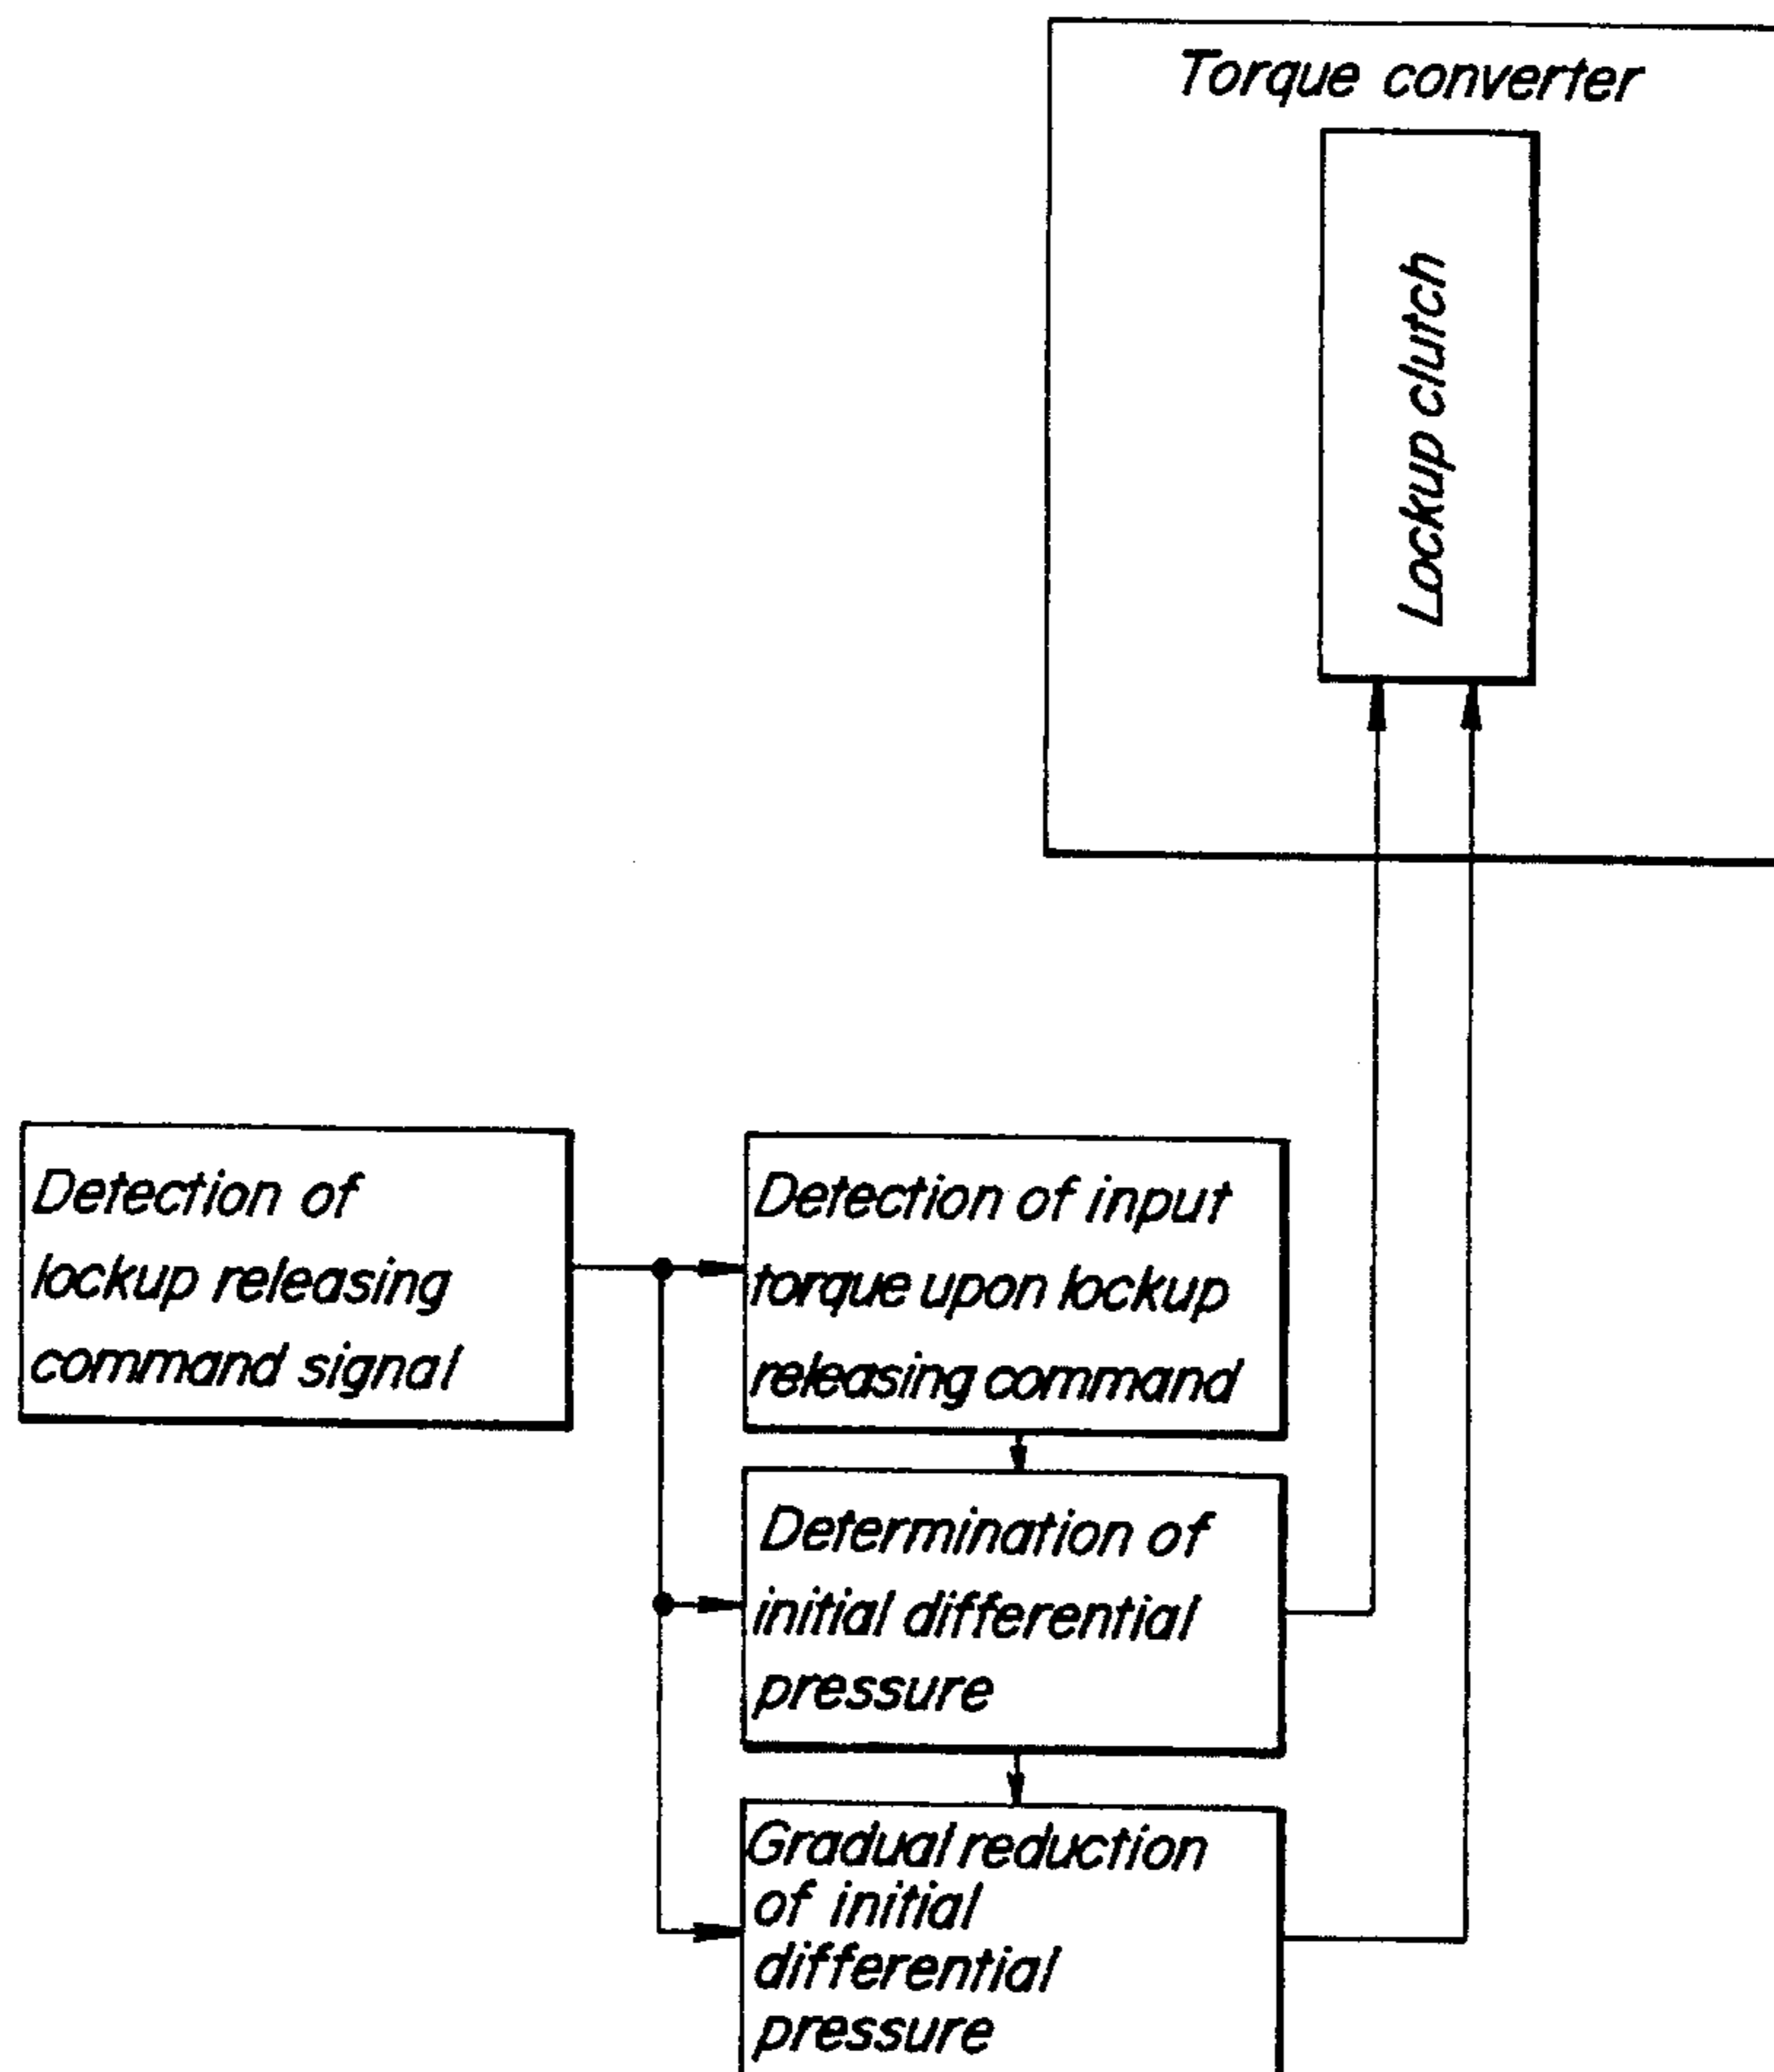 Torque converter
Lockup clutch
Detection of
lockup releasing
command signal
Detection of input
torque upon lockup
releasing command
Determination of
initial differential
pressure
Gradual reduction
of initial
differential
pressure